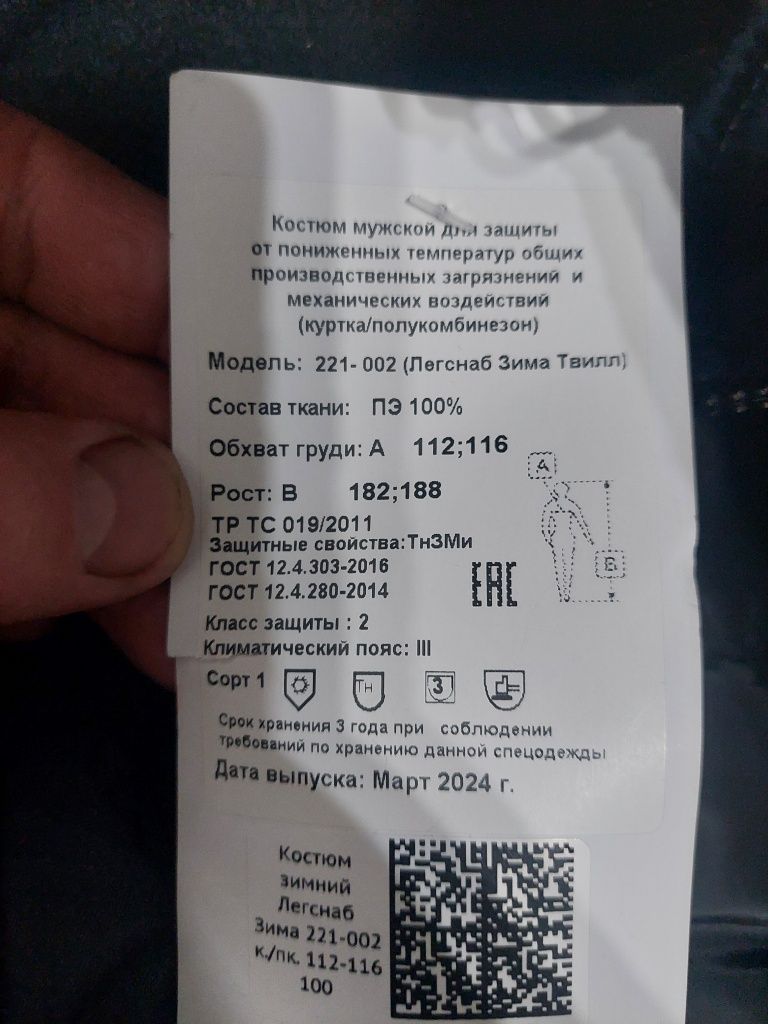 Костюм мужской для защиты
от пониженных температур общих
производственных загрязнений и
механических воздействий
(куртка/полукомбинезон)
Модель: 221- 002 (Легснаб Зима Твилл)
Состав ткани: ПЭ 100%
Обхват груди: А 112;116
Рост: В 182;188
А
В
ТР ТС 019/2011
Защитные свойства:ТнЗМи
ГОСТ 12.4.303-2016
ГОСТ 12.4.280-2014
ЕАС
Класс защиты : 2
Климатический пояс: III
Сорт 1 Тн 3
Срок хранения 3 года при соблюдении
требований по хранению данной спецодежды
Дата выпуска: Март 2024 г.
Костюм
зимний
Легснаб
Зима 221-002
к./пк. 112-116
100